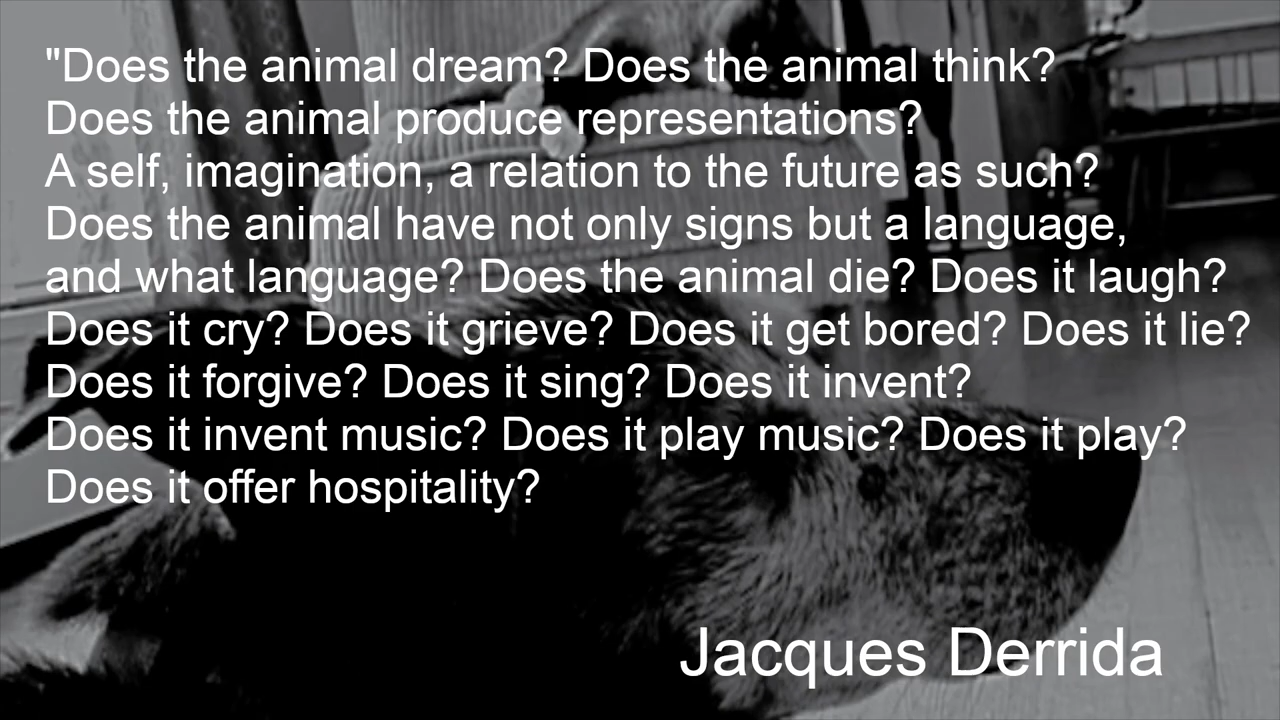 "Does the animal dream? Does the animal think?
Does the animal produce representations?
A self, imagination, a relation to the future as such?
Does the animal have not only signs but a language,
and what language? Does the animal die? Does it laugh?
Does it cry? Does it grieve? Does it get bored? Does it lie?
Does it forgive? Does it sing? Does it invent?
Does it invent music? Does it play music? Does it play?
Does it offer hospitality?
Jacques Derrida